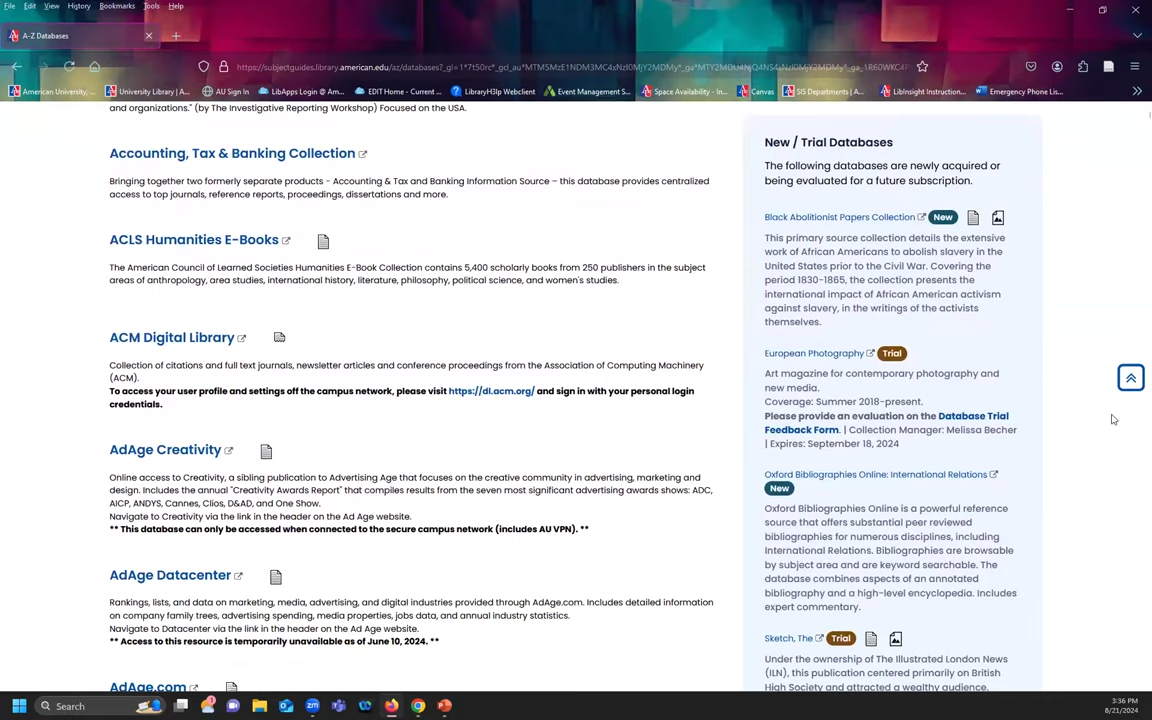 File Edit View History Bookmarks Tools Help
A-Z Databases
https://subjectguides.library.american.edu/az/databases?_gl=1*7t50rc*_gcl_au*
American University, ... University Library | A... AU Sign In LibApps Login @ Am... EDIT Home - Current ... LibraryH3lp Webclient Event Management S... Space Availability - In... Canvas SIS Departments | A... LibInsight Instruction... Emergency Phone Lis...
and organizations." (by The Investigative Reporting Workshop) Focused on the USA.
Accounting, Tax & Banking Collection
Bringing together two formerly separate products - Accounting & Tax and Banking Information Source – this database provides centralized
access to top journals, reference reports, proceedings, dissertations and more.
ACLS Humanities E-Books
The American Council of Learned Societies Humanities E-Book Collection contains 5,400 scholarly books from 250 publishers in the subject
areas of anthropology, area studies, international history, literature, philosophy, political science, and women's studies.
ACM Digital Library
Collection of citations and full text journals, newsletter articles and conference proceedings from the Association of Computing Machinery
(ACM).
To access your user profile and settings off the campus network, please visit https://dl.acm.org/ and sign in with your personal login
credentials.
AdAge Creativity
Online access to Creativity, a sibling publication to Advertising Age that focuses on the creative community in advertising, marketing and
design. Includes the annual "Creativity Awards Report" that compiles results from the seven most significant advertising awards shows: ADC,
AICP, ANDYS, Cannes, Clios, D&AD, and One Show.
Navigate to Creativity via the link in the header on the Ad Age website.
** This database can only be accessed when connected to the secure campus network (includes AU VPN). **
AdAge Datacenter
Rankings, lists, and data on marketing, media, advertising, and digital industries provided through AdAge.com. Includes detailed information
on company family trees, advertising spending, media properties, jobs data, and annual industry statistics.
Navigate to Datacenter via the link in the header on the Ad Age website.
** Access to this resource is temporarily unavailable as of June 10, 2024. **
AdAge.com
New / Trial Databases
The following databases are newly acquired or
being evaluated for a future subscription.
Black Abolitionist Papers Collection New
This primary source collection details the extensive
work of African Americans to abolish slavery in the
United States prior to the Civil War. Covering the
period 1830-1865, the collection presents the
international impact of African American activism
against slavery, in the writings of the activists
themselves.
European Photography Trial
Art magazine for contemporary photography and
new media.
Coverage: Summer 2018-present.
Please provide an evaluation on the Database Trial
Feedback Form. | Collection Manager: Melissa Becher
| Expires: September 18, 2024
Oxford Bibliographies Online: International Relations
New
Oxford Bibliographies Online is a powerful reference
source that offers substantial peer reviewed
bibliographies for numerous disciplines, including
International Relations. Bibliographies are browsable
by subject area and are keyword searchable. The
database combines aspects of an annotated
bibliography and a high-level encyclopedia. Includes
expert commentary.
Sketch, The Trial
Under the ownership of The Illustrated London News
(ILN), this publication centered primarily on British
High Society and attracted a wealthy audience.
Search
3:36 PM
8/21/2024